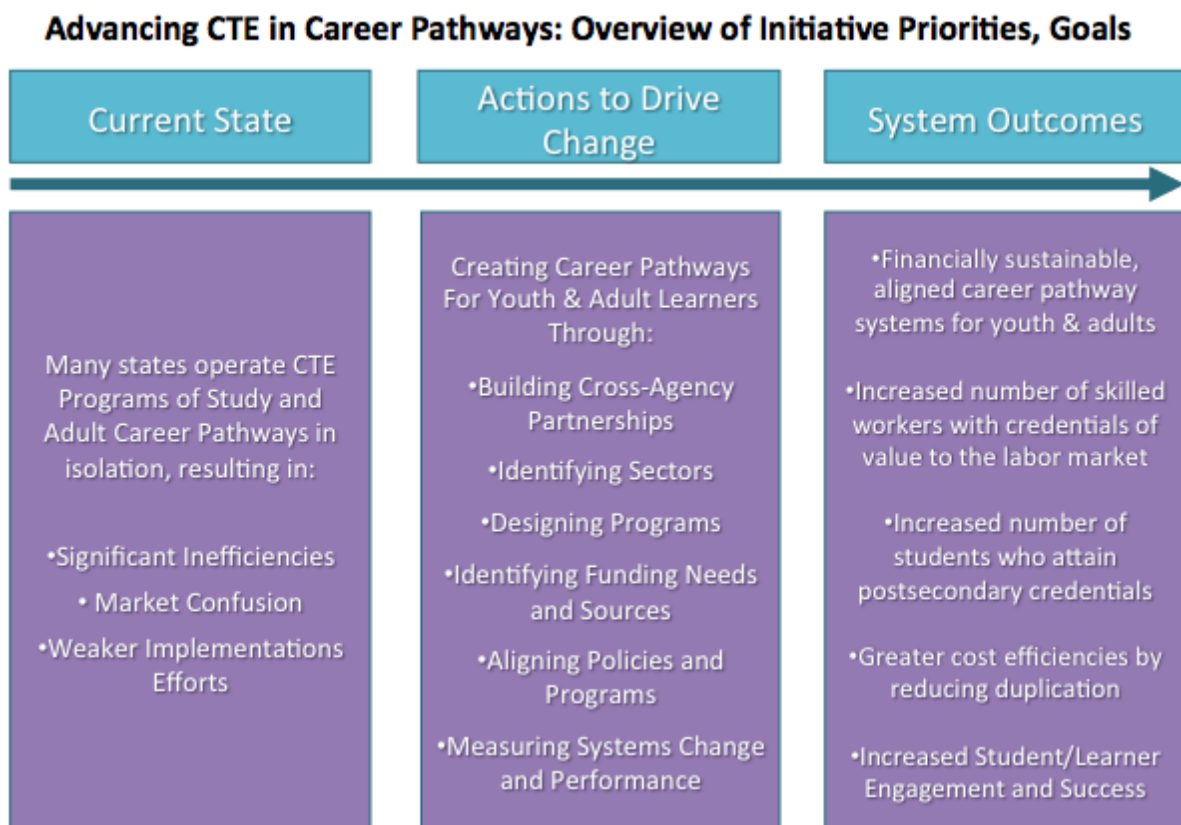 Advancing CTE in Career Pathways: Overview of Initiative Priorities, Goals
Current State
Actions to Drive
Change
System Outcomes
Many states operate CTE
Programs of Study and
Adult Career Pathways in
isolation, resulting in:
•Significant Inefficiencies
• Market Confusion
•Weaker Implementations
Efforts
Creating Career Pathways
For Youth & Adult Learners
Through:
•Building Cross-Agency
Partnerships
•Identifying Sectors
•Designing Programs
•Identifying Funding Needs
and Sources
•Aligning Policies and
Programs
•Measuring Systems Change
and Performance
•Financially sustainable,
aligned career pathway
systems for youth & adults
•Increased number of skilled
workers with credentials of
value to the labor market
•Increased number of
students who attain
postsecondary credentials
•Greater cost efficiencies by
reducing duplication
•Increased Student/Learner
Engagement and Success